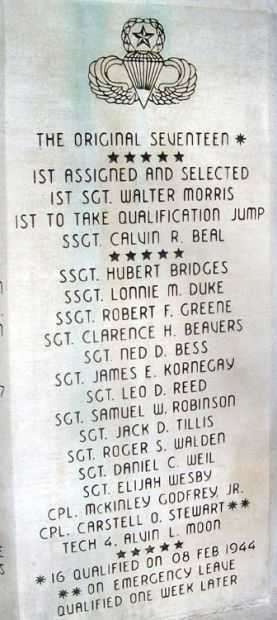 THE ORIGINAL SEVENTEEN *
★★★★★
1ST ASSIGNED AND SELECTED
1ST SGT. WALTER MORRIS
1ST TO TAKE QUALIFICATION JUMP
SSGT. CALVIN R. BEAL
★★★★★
SSGT. HUBERT BRIDGES
SSGT. LONNIE M. DUKE
SSGT. ROBERT F. GREENE
SGT. CLARENCE H. BEAVERS
SGT. NED D. BESS
SGT. JAMES E. KORNEGAY
SGT. LEO D. REED
SGT. SAMUEL W. ROBINSON
SGT. JACK D. TILLIS
SGT. ROGER S. WALDEN
SGT. DANIEL C. WEIL
SGT. ELIJAH WESBY
CPL. McKINLEY GODFREY, JR.
CPL. CARSTELL O. STEWART **
TECH 4. ALVIN L. MOON
★★★★★
* 16 QUALIFIED ON 08 FEB 1944
** ON EMERGENCY LEAVE
QUALIFIED ONE WEEK LATER